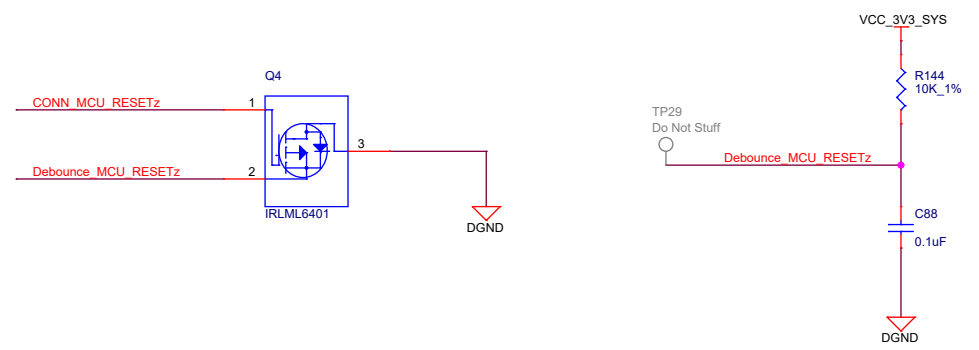 VCC_3V3_SYS
Q4
R144
10K_1%
CONN_MCU_RESETz
1
TP29
Do Not Stuff
3
Debounce_MCU_RESETz
Debounce_MCU_RESETz
2
IRLML6401
C88
DGND
0.1uF
DGND